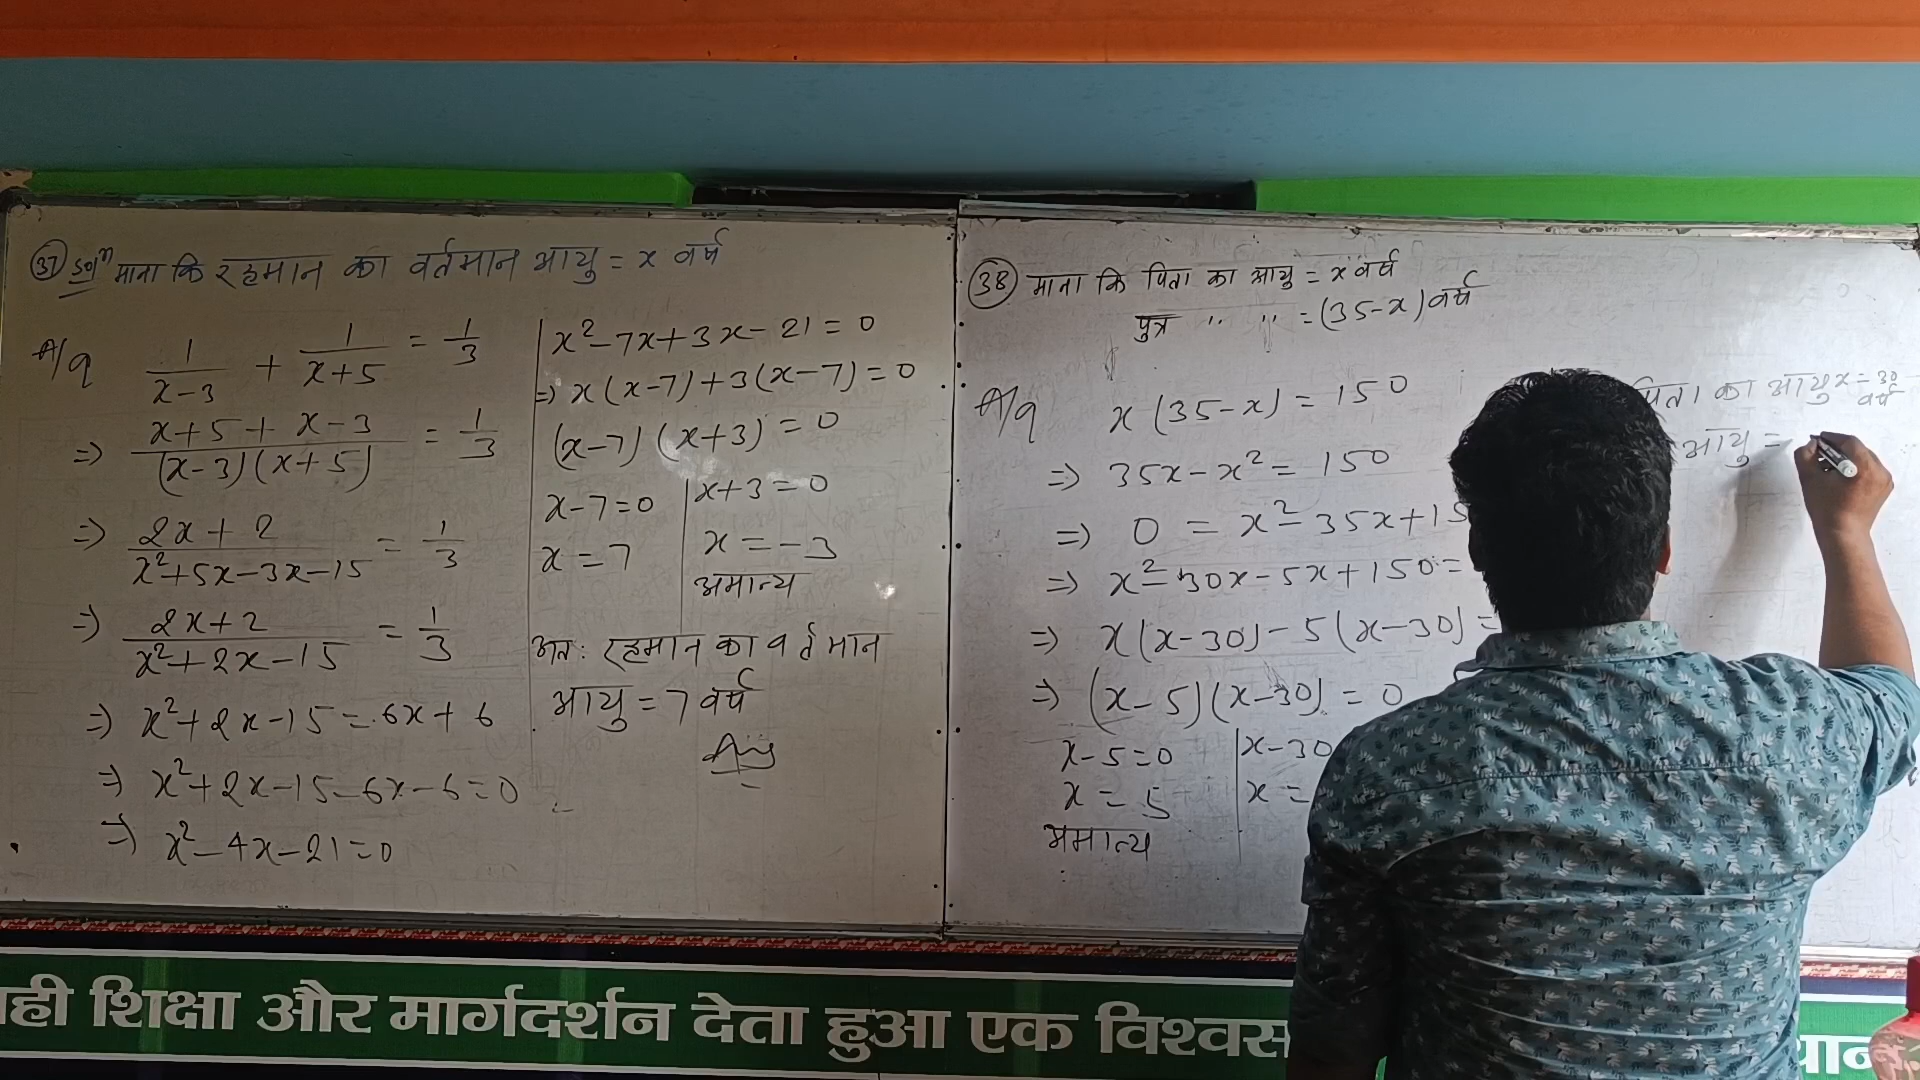 37 Solⁿ माना कि रहमान का वर्तमान आयु = x वर्ष
A/q 1/(x-3) + 1/(x+5) = 1/3
=> (x+5+x-3)/((x-3)(x+5)) = 1/3
=> (2x+2)/(x²+5x-3x-15) = 1/3
=> (2x+2)/(x²+2x-15) = 1/3
=> x²+2x-15 = 6x+6
=> x²+2x-15-6x-6=0
=> x²-4x-21=0
x²-7x+3x-21=0
=> x(x-7)+3(x-7)=0
(x-7)(x+3)=0
x-7=0 | x+3=0
x=7 | x=-3
अमान्य
अतः रहमान का वर्तमान
आयु = 7 वर्ष
Ans
38 माना कि पिता का आयु = x वर्ष
पुत्र " " = (35-x) वर्ष
A/q x(35-x) = 150
=> 35x-x² = 150
=> 0 = x²-35x+15
=> x²-30x-5x+150=
=> x(x-30)-5(x-30)=
=> (x-5)(x-30)=0
x-5=0 | x-30
x=5 | x=
अमान्य
पिता का आयु x=30
वर्ष
आयु =
ही शिक्षा और मार्गदर्शन देता हुआ एक विश्वस